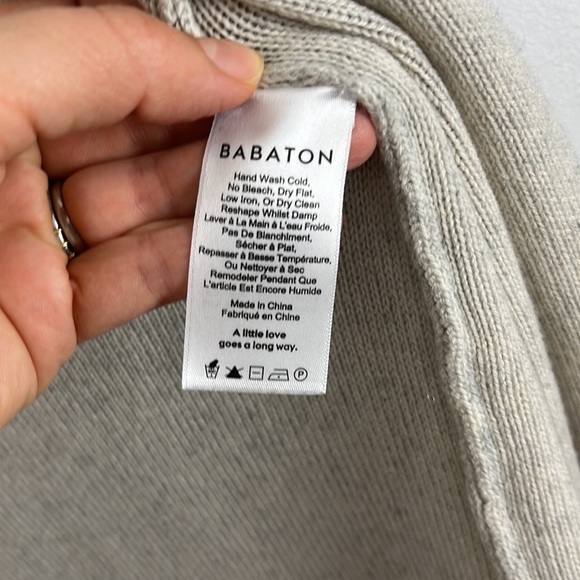 BABATON
Hand Wash Cold,
No Bleach, Dry Flat,
Low Iron, Or Dry Clean
Reshape Whilst Damp
Laver à La Main à L'eau Froide,
Pas De Blanchiment,
Sécher à Plat,
Repasser à Basse Température,
Ou Nettoyer à Sec
Remodeler Pendant Que
L'article Est Encore Humide
Made in China
Fabriqué en Chine
A little love
goes a long way.
P